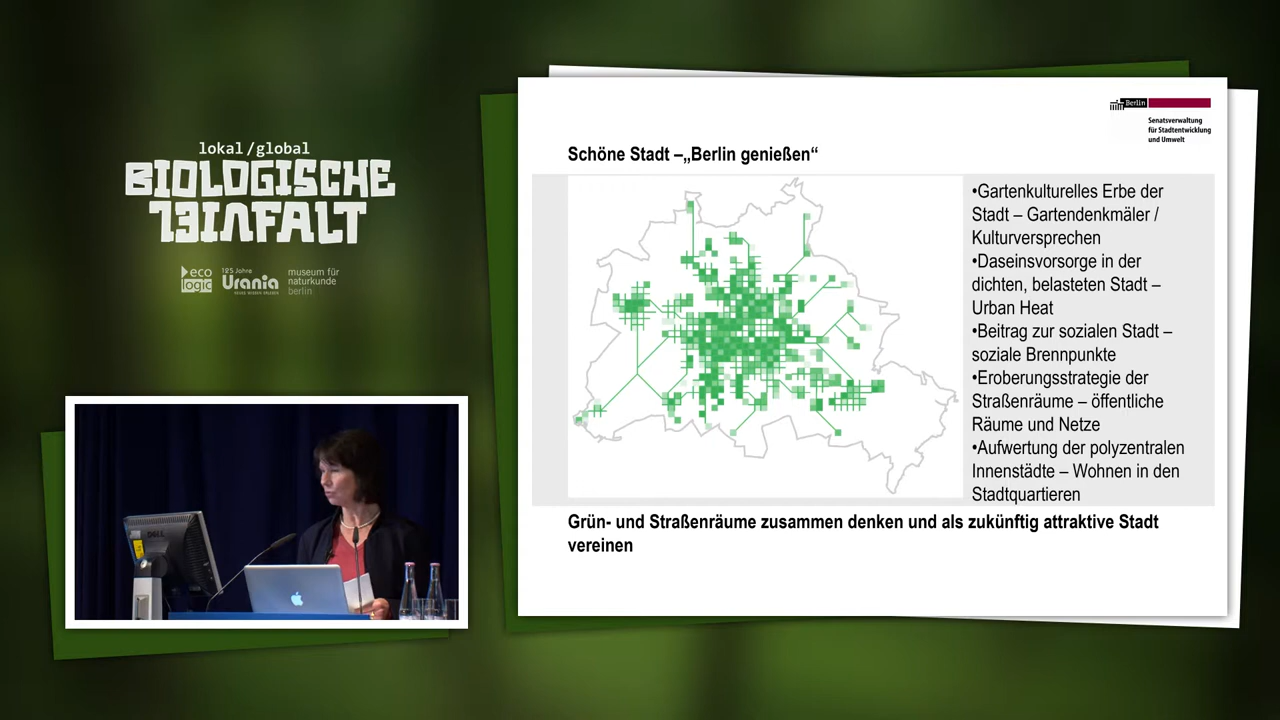 lokal/global
BIOLOGISCHE
VIELFALT
eco
logic
125 Jahre
Urania
museum für
naturkunde
berlin
Berlin
Senatsverwaltung
für Stadtentwicklung
und Umwelt
Schöne Stadt –„Berlin genießen“
•Gartenkulturelles Erbe der
Stadt – Gartendenkmäler /
Kulturversprechen
•Daseinsvorsorge in der
dichten, belasteten Stadt –
Urban Heat
•Beitrag zur sozialen Stadt –
soziale Brennpunkte
•Eroberungsstrategie der
Straßenräume – öffentliche
Räume und Netze
•Aufwertung der polyzentralen
Innenstädte – Wohnen in den
Stadtquartieren
Grün- und Straßenräume zusammen denken und als zukünftig attraktive Stadt
vereinen
DELL